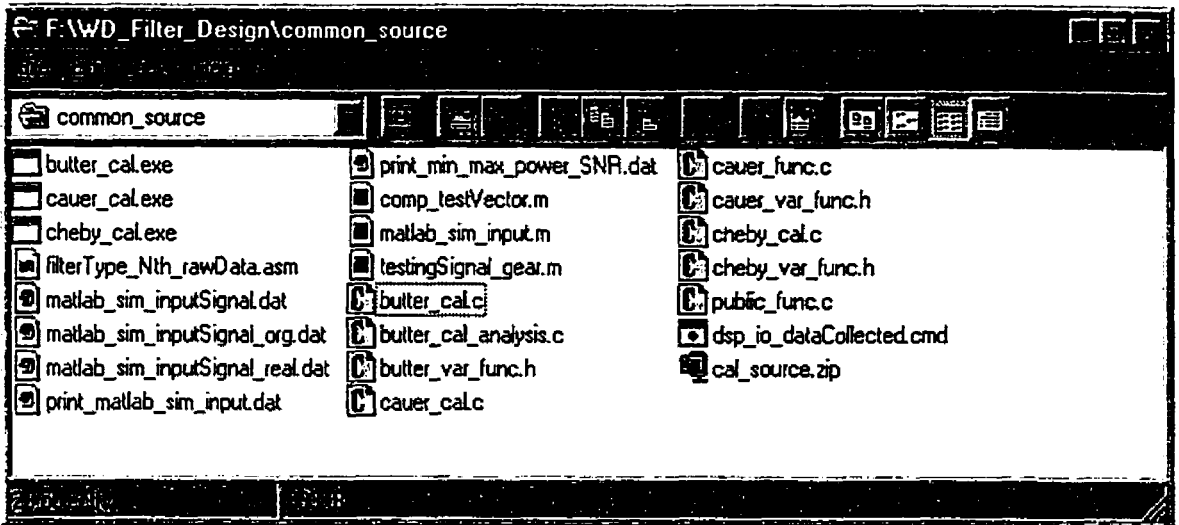 F:\WD_Filter_Design\common_source
common_source
butter_cal.exe
cauer_cal.exe
cheby_cal.exe
filterType_Nth_rawData.asm
matlab_sim_inputSignal.dat
matlab_sim_inputSignal_org.dat
matlab_sim_inputSignal_real.dat
print_matlab_sim_input.dat
print_min_max_power_SNR.dat
comp_testVector.m
matlab_sim_input.m
testingSignal_gear.m
butter_cal.c
butter_cal_analysis.c
butter_var_func.h
cauer_cal.c
cauer_func.c
cauer_var_func.h
cheby_cal.c
cheby_var_func.h
public_func.c
dsp_io_dataCollected.cmd
cal_source.zip